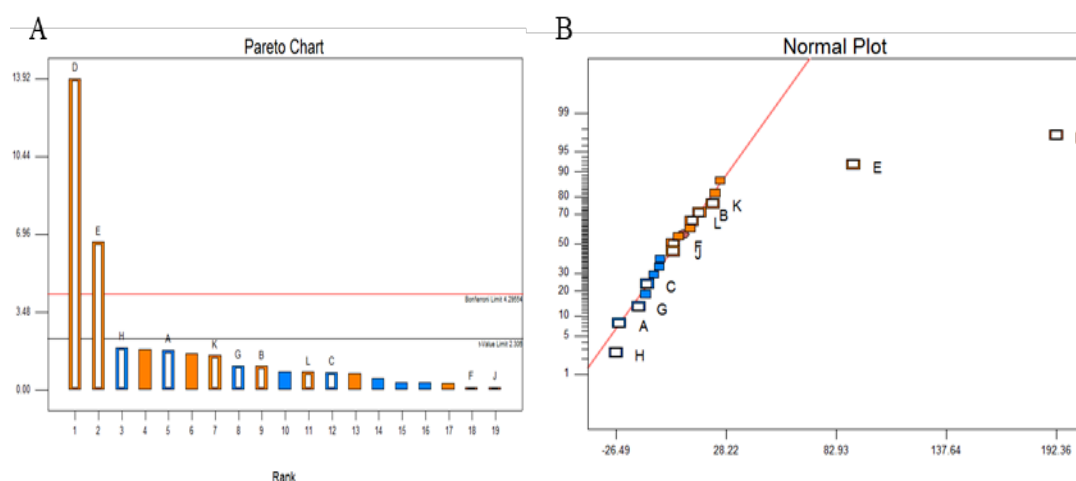 A
Pareto Chart
D
13.92
10.44
E
6.96
Bonferroni Limit 4.29554
3.48
t-Value Limit 2.306
H
A
K
G
B
L
C
F
J
0.00
1 2 3 4 5 6 7 8 9 10 11 12 13 14 15 16 17 18 19
Rank
B
Normal Plot
99
95
90
80
70
50
30
20
10
5
1
E
K
B
L
J
C
G
A
H
-26.49 28.22 82.93 137.64 192.36